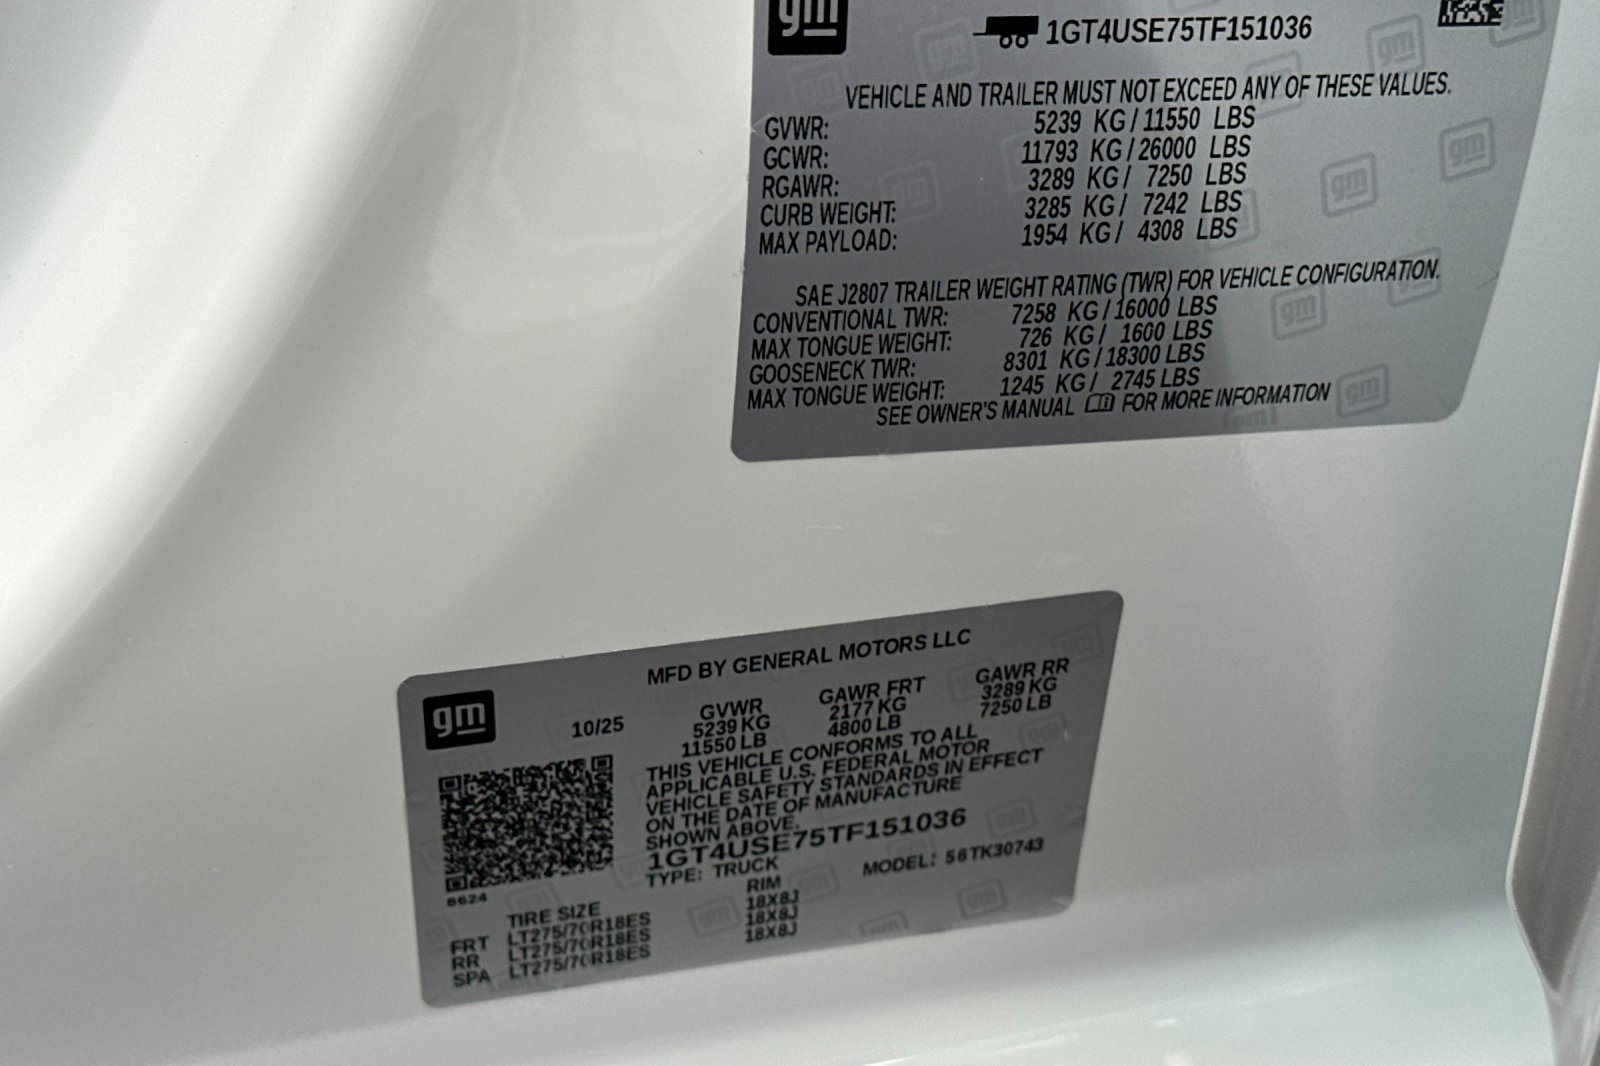 gm
1GT4USE75TF151036
VEHICLE AND TRAILER MUST NOT EXCEED ANY OF THESE VALUES.
GVWR: 5239 KG / 11550 LBS
GCWR: 11793 KG / 26000 LBS
RGAWR: 3289 KG / 7250 LBS
CURB WEIGHT: 3285 KG / 7242 LBS
MAX PAYLOAD: 1954 KG / 4308 LBS
SAE J2807 TRAILER WEIGHT RATING (TWR) FOR VEHICLE CONFIGURATION.
CONVENTIONAL TWR: 7258 KG / 16000 LBS
MAX TONGUE WEIGHT: 726 KG / 1600 LBS
GOOSENECK TWR: 8301 KG / 18300 LBS
MAX TONGUE WEIGHT: 1245 KG / 2745 LBS
SEE OWNER'S MANUAL FOR MORE INFORMATION
MFD BY GENERAL MOTORS LLC
gm
10/25
GVWR GAWR FRT GAWR RR
5239 KG 2177 KG 3289 KG
11550 LB 4800 LB 7250 LB
THIS VEHICLE CONFORMS TO ALL
APPLICABLE U.S. FEDERAL MOTOR
VEHICLE SAFETY STANDARDS IN EFFECT
ON THE DATE OF MANUFACTURE
SHOWN ABOVE.
1GT4USE75TF151036
TYPE: TRUCK MODEL: 56TK30743
8624
TIRE SIZE RIM
FRT LT275/70R18ES 18X8J
RR LT275/70R18ES 18X8J
SPA LT275/70R18ES 18X8J